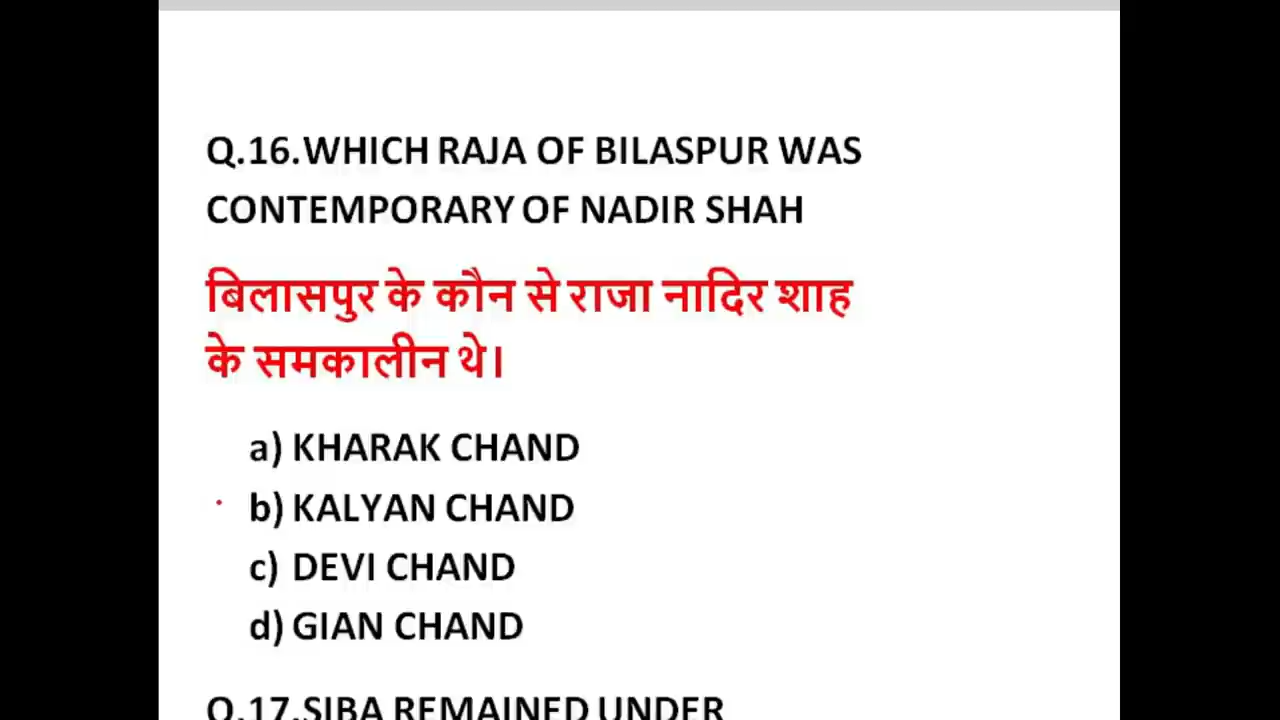 Q.16.WHICH RAJA OF BILASPUR WAS
CONTEMPORARY OF NADIR SHAH
बिलासपुर के कौन से राजा नादिर शाह
के समकालीन थे।
a) KHARAK CHAND
b) KALYAN CHAND
c) DEVI CHAND
d) GIAN CHAND
Q.17.SIBA REMAINED UNDER